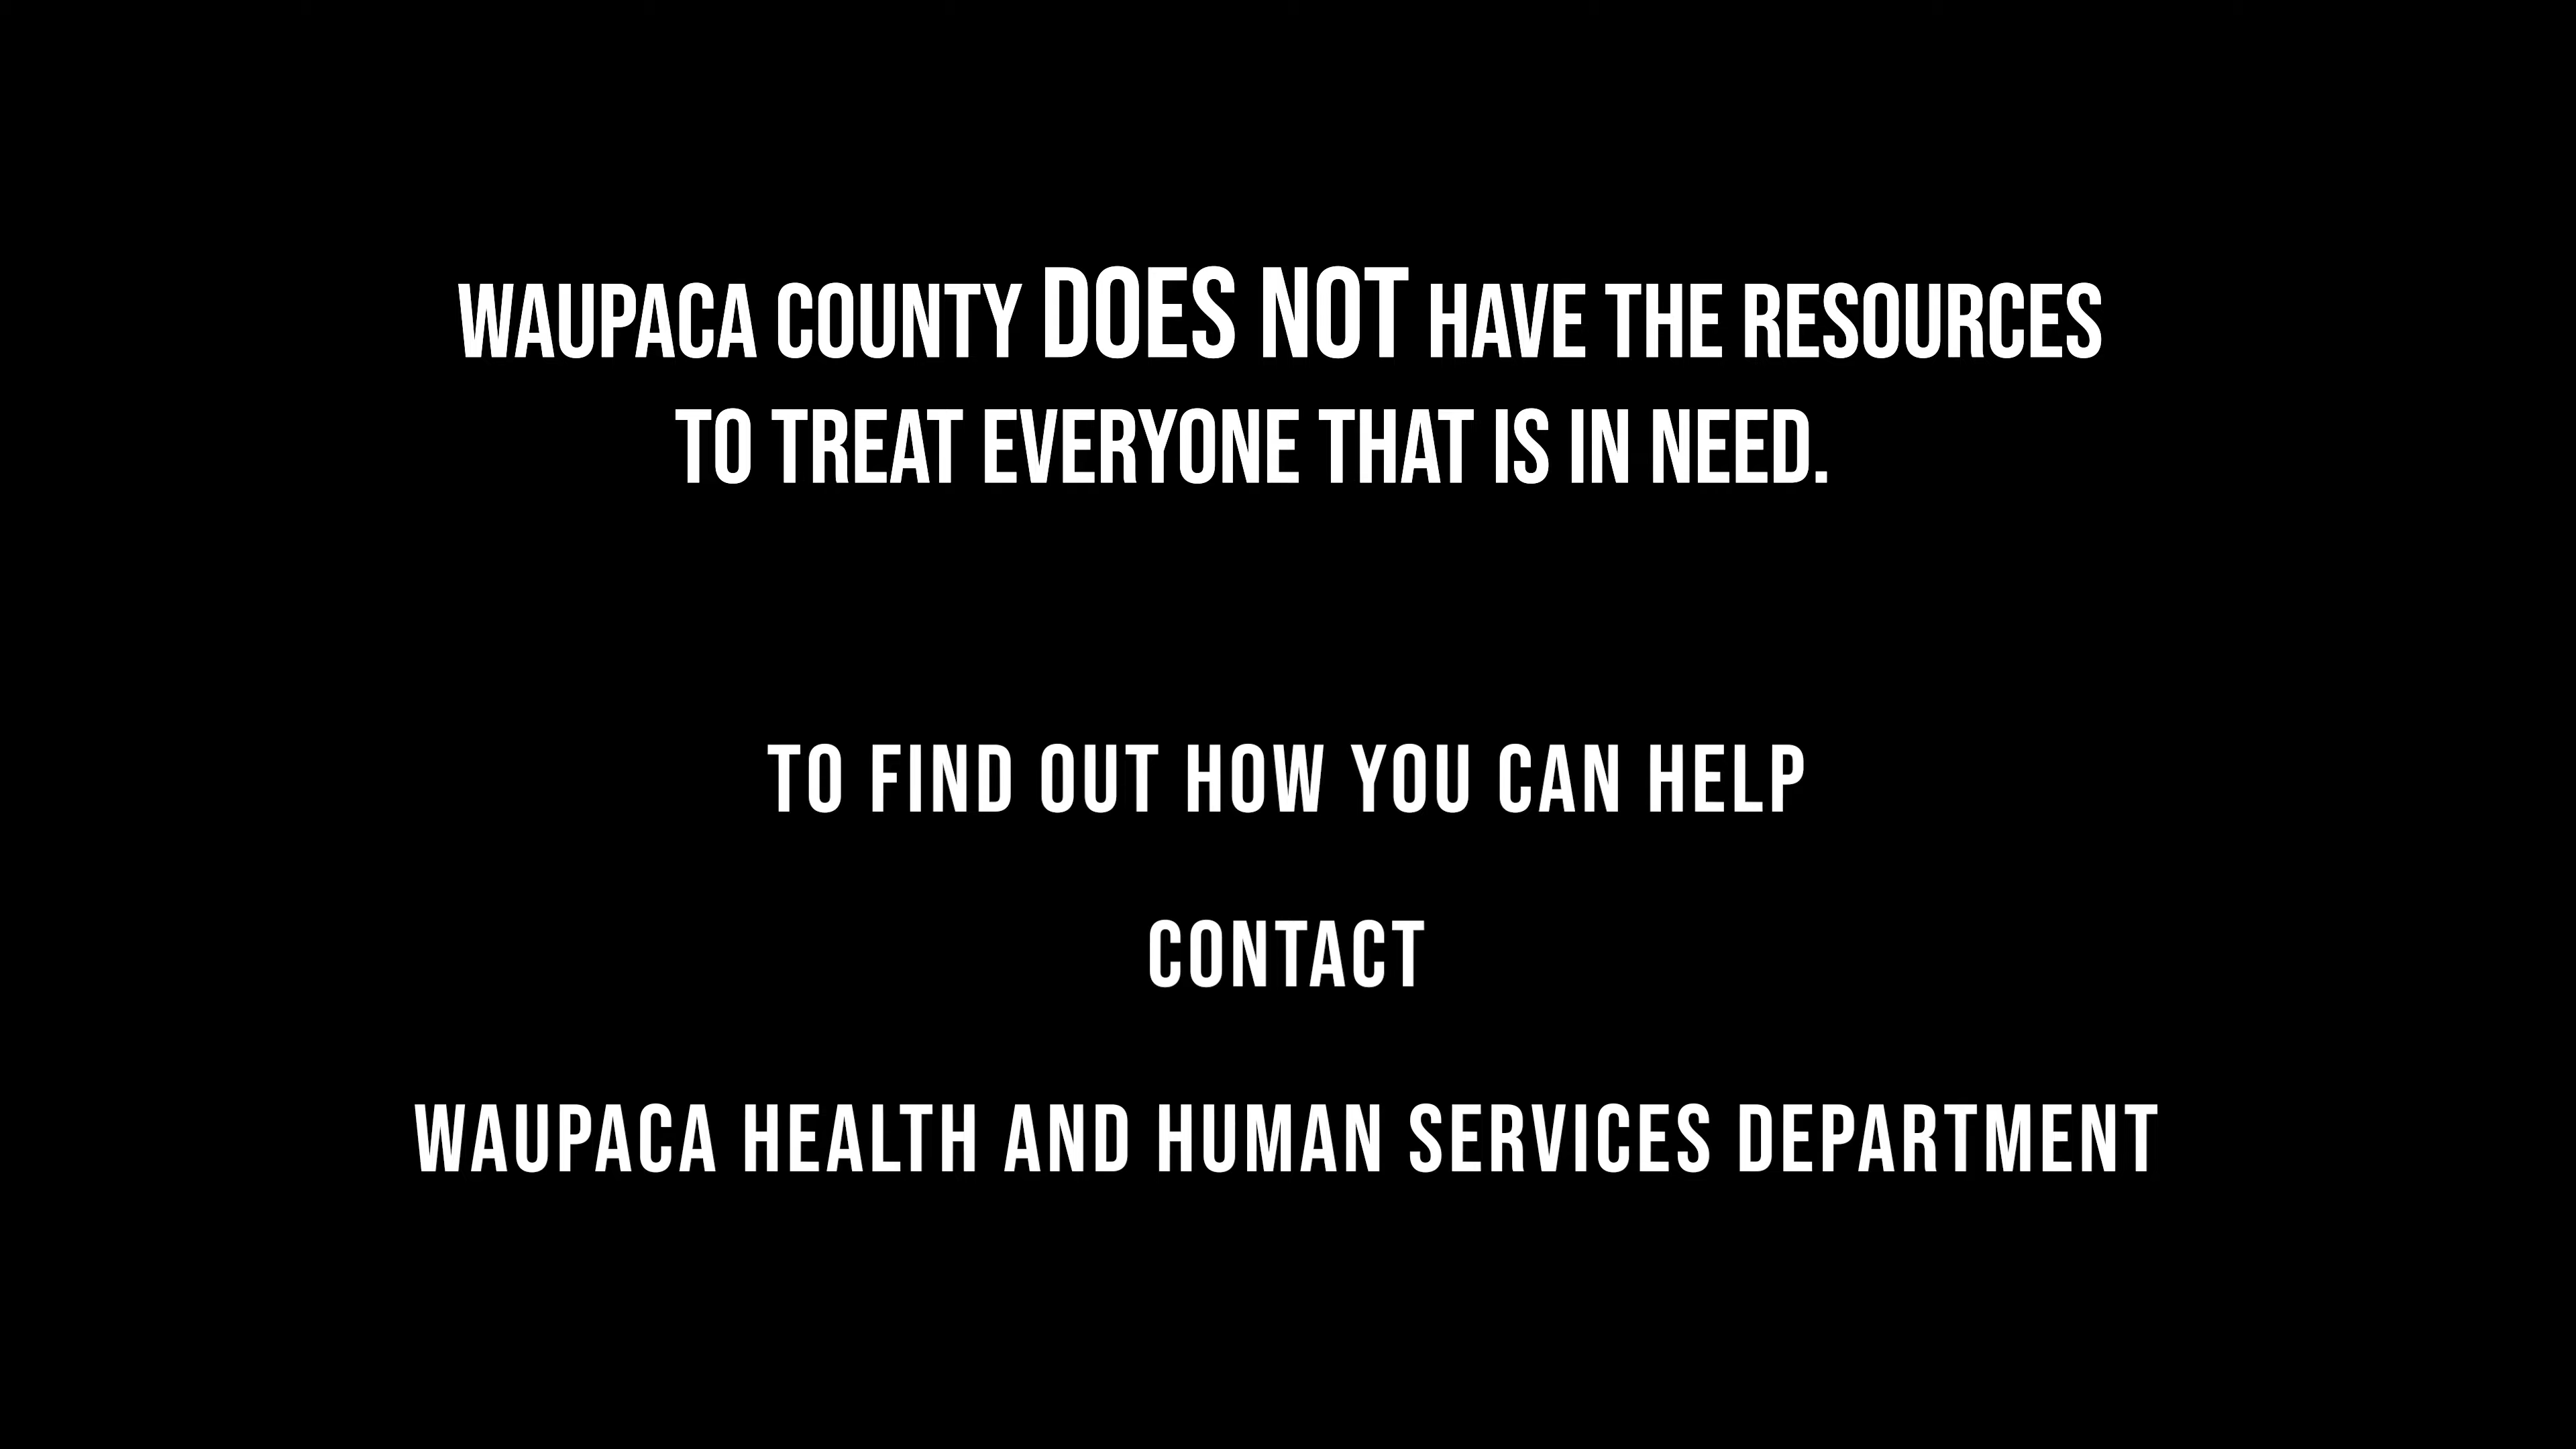 WAUPACA COUNTY DOES NOT HAVE THE RESOURCES
TO TREAT EVERYONE THAT IS IN NEED.
TO FIND OUT HOW YOU CAN HELP
CONTACT
WAUPACA HEALTH AND HUMAN SERVICES DEPARTMENT